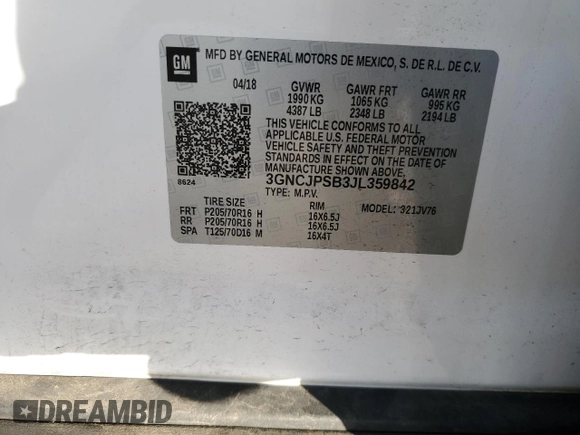 GM
MFD BY GENERAL MOTORS DE MEXICO, S. DE R.L. DE C.V.
04/18 GVWR GAWR FRT GAWR RR
1990 KG 1065 KG 995 KG
4387 LB 2348 LB 2194 LB
THIS VEHICLE CONFORMS TO ALL
APPLICABLE U.S. FEDERAL MOTOR
VEHICLE SAFETY AND THEFT PREVENTION
STANDARDS IN EFFECT ON THE DATE OF
MANUFACTURE SHOWN ABOVE.
3GNCJPSB3JL359842
8624 TYPE: M.P.V.
TIRE SIZE RIM MODEL: 321JV76
FRT P205/70R16 H 16X6.5J
RR P205/70R16 H 16X6.5J
SPA T125/70D16 M 16X4T
DREAMBID